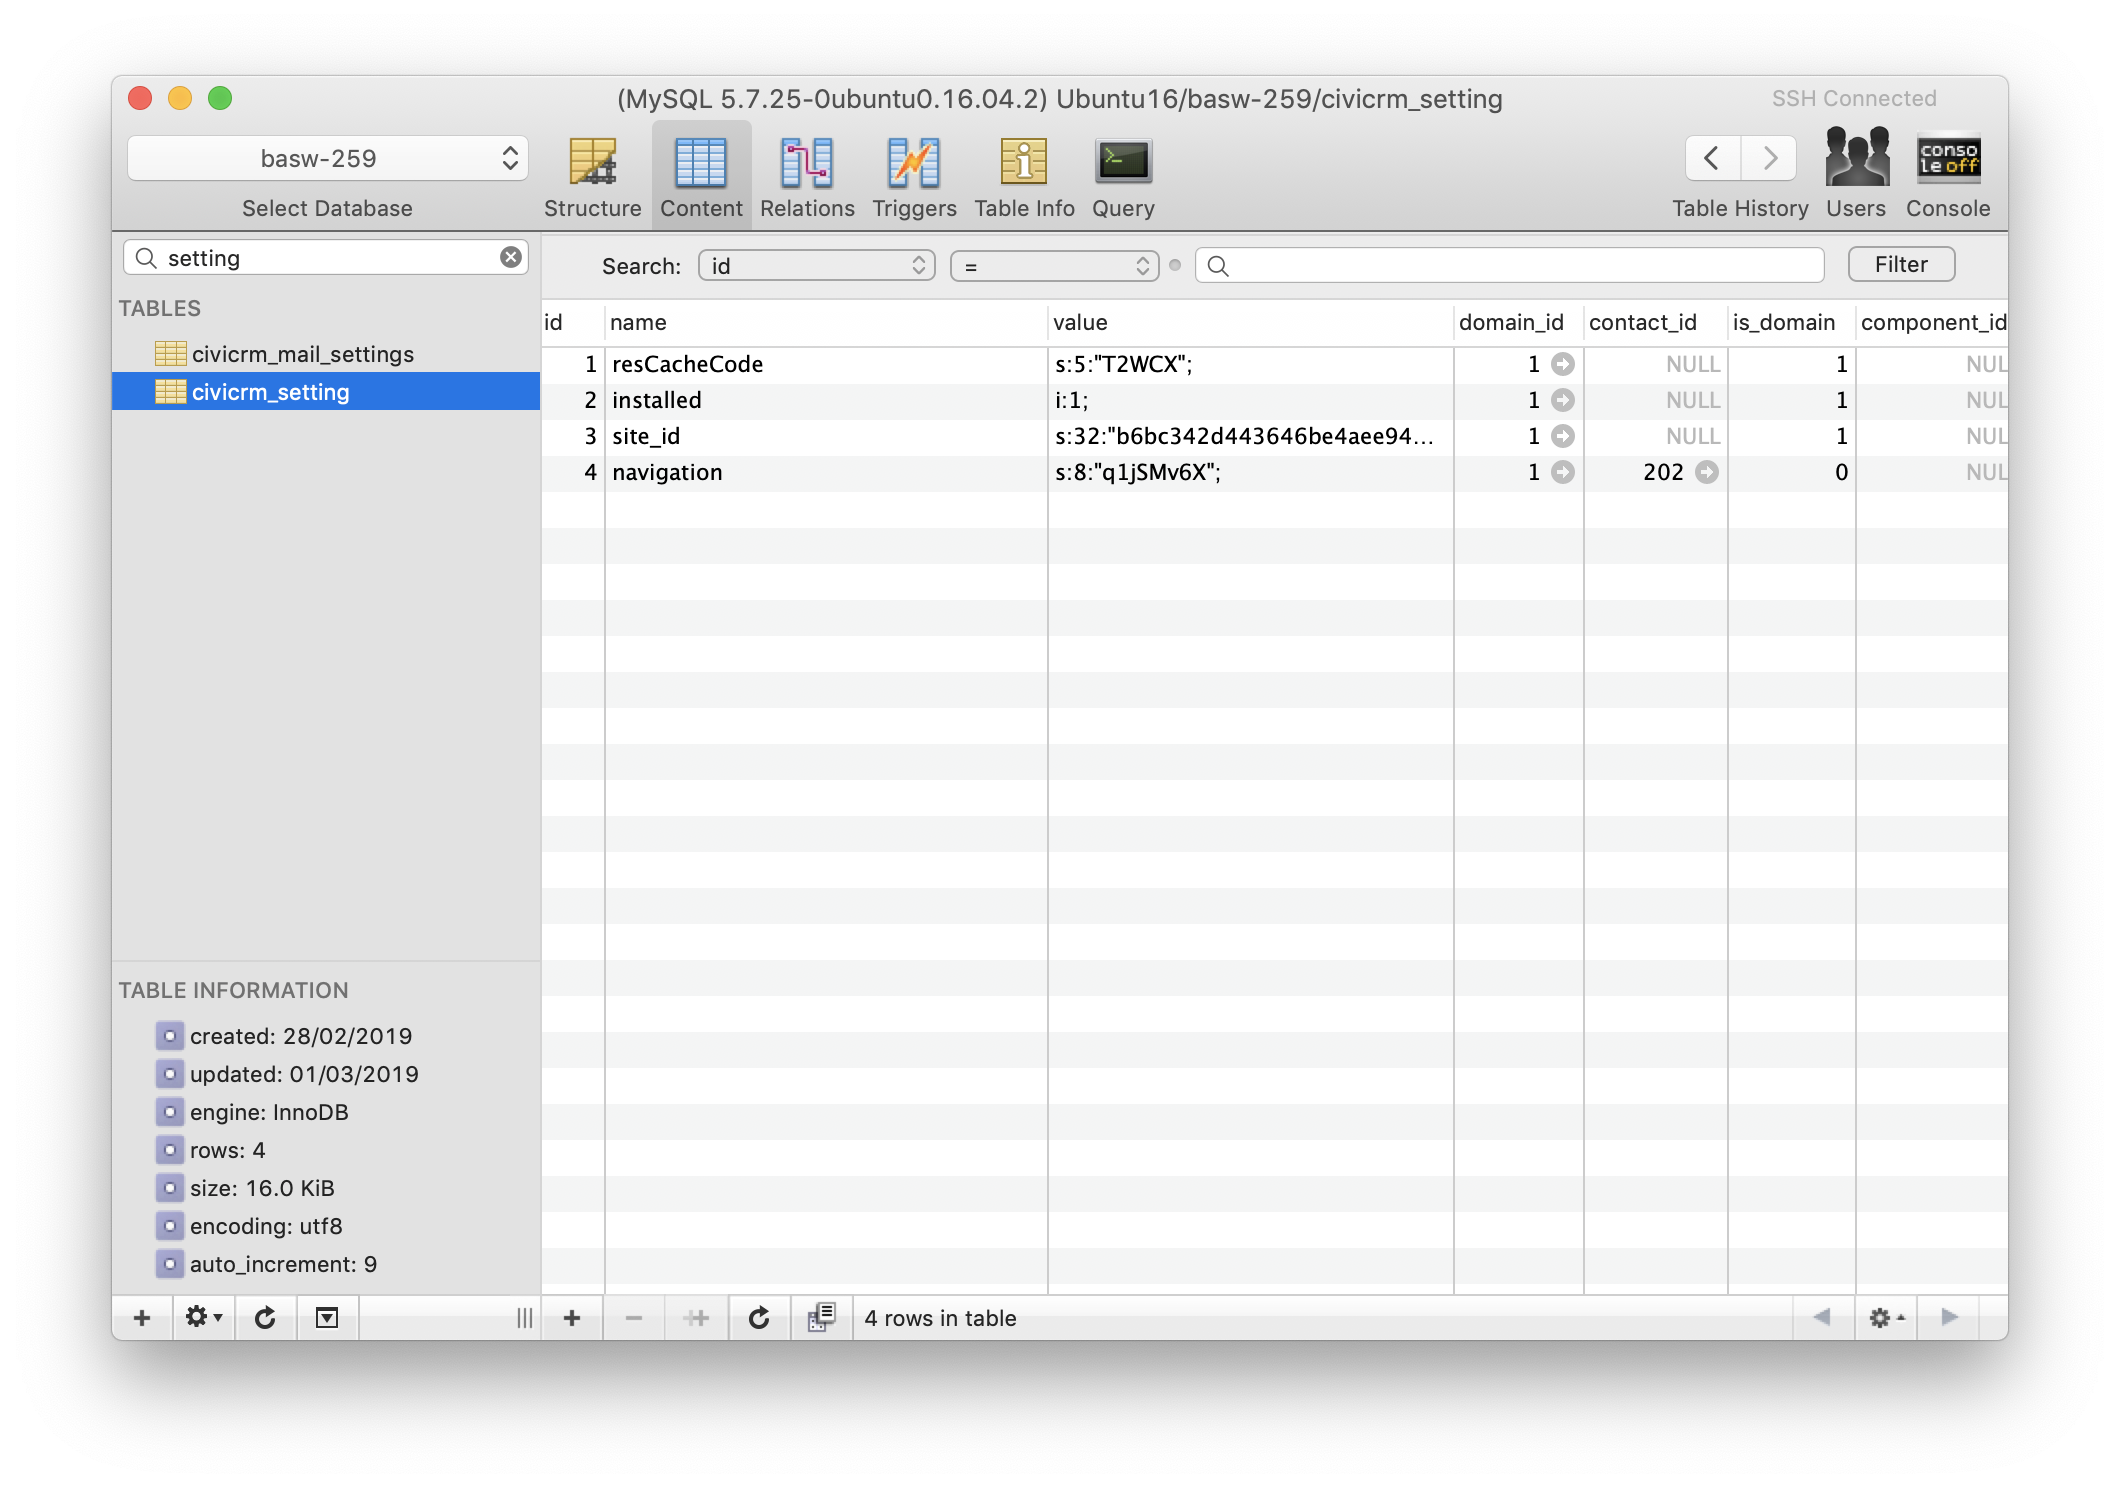 (MySQL 5.7.25-0ubuntu0.16.04.2) Ubuntu16/basw-259/civicrm_setting
SSH Connected
basw-259
conso
le off
Select Database
Structure
Content
Relations
Triggers
Table Info
Query
Table History
Users
Console
setting
Search:
id
=
Filter
TABLES
civicrm_mail_settings
civicrm_setting
id name value domain_id contact_id is_domain component_id
1 resCacheCode s:5:"T2WCX"; 1 NULL 1 NUL
2 installed i:1; 1 NULL 1 NUL
3 site_id s:32:"b6bc342d443646be4aee94... 1 NULL 1 NUL
4 navigation s:8:"q1jSMv6X"; 1 202 0 NUL
TABLE INFORMATION
created: 28/02/2019
updated: 01/03/2019
engine: InnoDB
rows: 4
size: 16.0 KiB
encoding: utf8
auto_increment: 9
4 rows in table